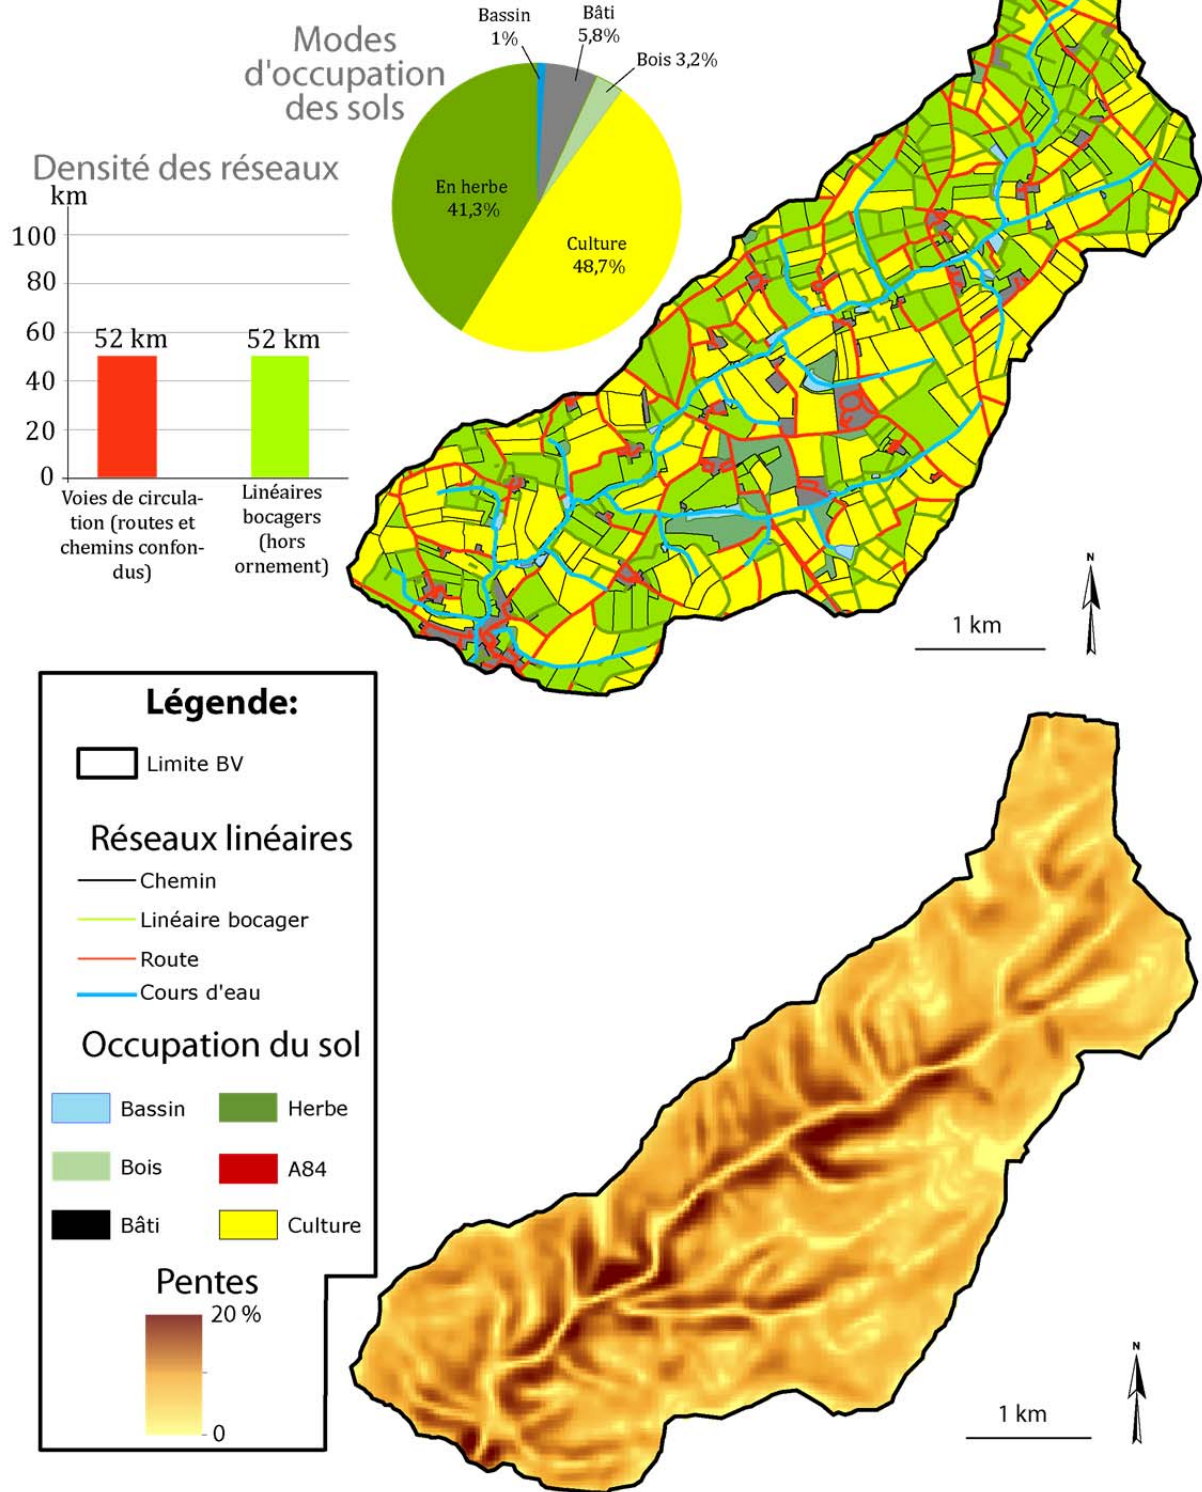 Modes
d'occupation
des sols
Bassin
1%
Bâti
5,8%
Bois 3,2%
En herbe
41,3%
Culture
48,7%
Densité des réseaux
km
100
80
60
40
20
0
52 km
52 km
Voies de circula-
tion (routes et
chemins confon-
dus)
Linéaires
bocagers
(hors
ornement)
N
1 km
Légende:
Limite BV
Réseaux linéaires
Chemin
Linéaire bocager
Route
Cours d'eau
Occupation du sol
Bassin
Herbe
Bois
A84
Bâti
Culture
Pentes
20 %
0
N
1 km